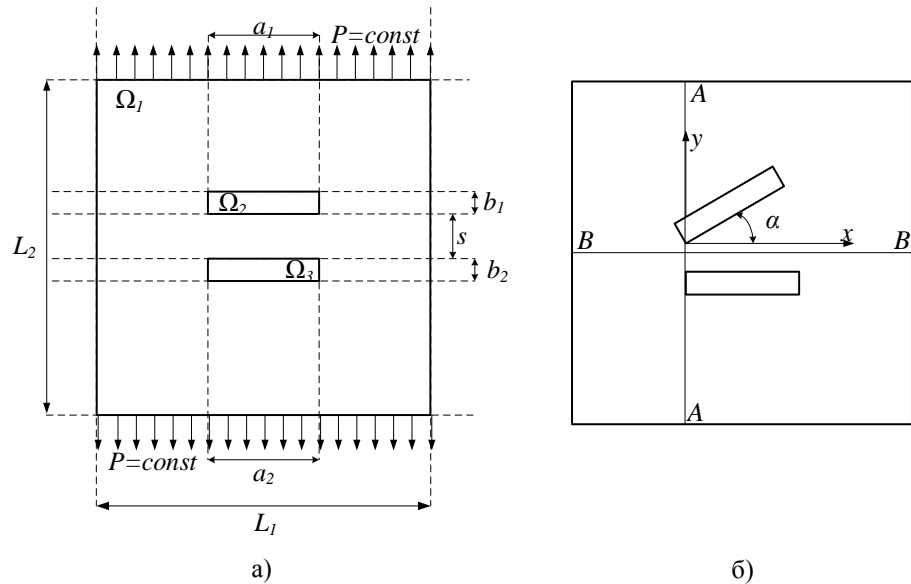 a₁
P=const
Ω₁
Ω₂
b₁
s
L₂
Ω₃
b₂
P=const
a₂
L₁
а)
A
y
α
B
x
B
A
б)